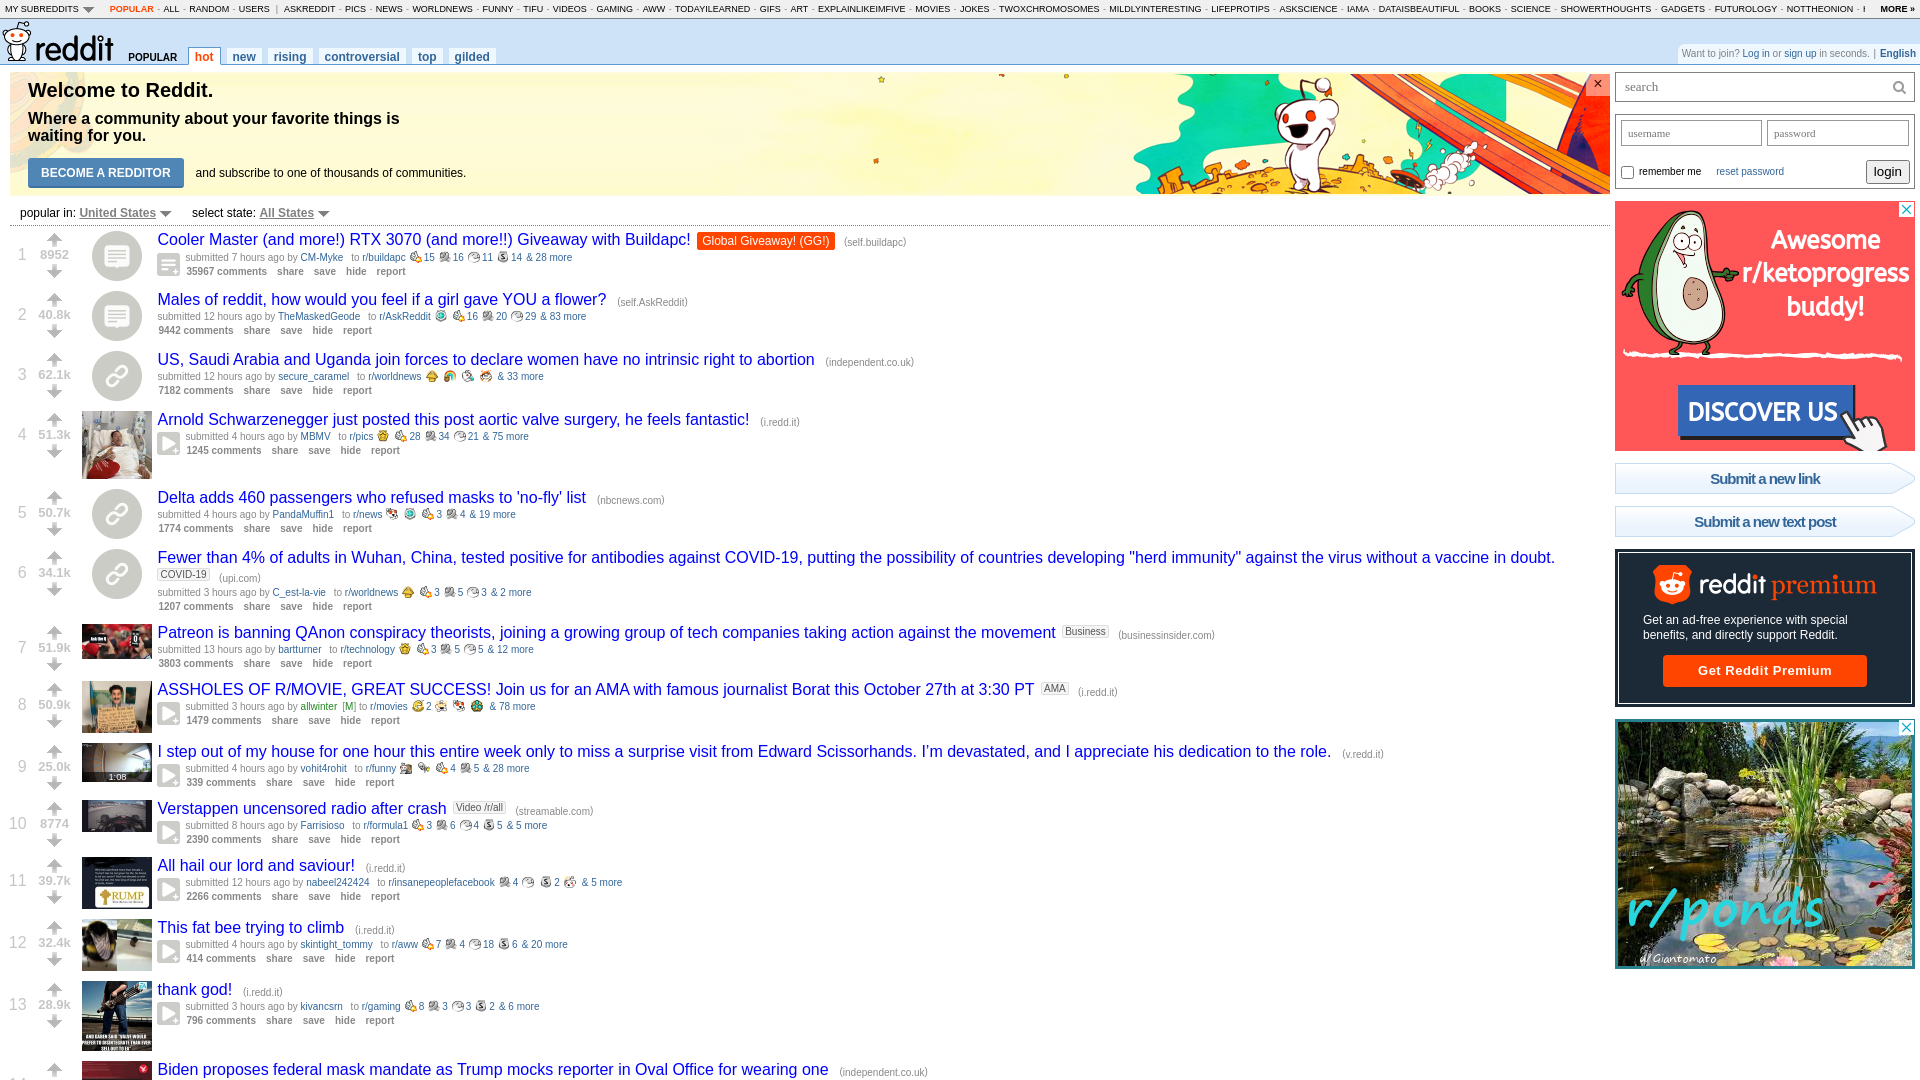 MY SUBREDDITS POPULAR - ALL - RANDOM - USERS | ASKREDDIT - PICS - NEWS - WORLDNEWS - FUNNY - TIFU - VIDEOS - GAMING - AWW - TODAYILEARNED - GIFS - ART - EXPLAINLIKEIMFIVE - MOVIES - JOKES - TWOXCHROMOSOMES - MILDLYINTERESTING - LIFEPROTIPS - ASKSCIENCE - IAMA - DATAISBEAUTIFUL - BOOKS - SCIENCE - SHOWERTHOUGHTS - GADGETS - FUTUROLOGY - NOTTHEONION - MORE »
reddit POPULAR hot new rising controversial top gilded
Want to join? Log in or sign up in seconds. | English
Welcome to Reddit.
Where a community about your favorite things is
waiting for you.
BECOME A REDDITOR and subscribe to one of thousands of communities.
×
popular in: United States select state: All States
1 8952 Cooler Master (and more!) RTX 3070 (and more!!) Giveaway with Buildapc! Global Giveaway! (GG!) (self.buildapc)
submitted 7 hours ago by CM-Myke to r/buildapc 15 16 11 14 & 28 more
35967 comments share save hide report
2 40.8k Males of reddit, how would you feel if a girl gave YOU a flower? (self.AskReddit)
submitted 12 hours ago by TheMaskedGeode to r/AskReddit 16 20 29 & 83 more
9442 comments share save hide report
3 62.1k US, Saudi Arabia and Uganda join forces to declare women have no intrinsic right to abortion (independent.co.uk)
submitted 12 hours ago by secure_caramel to r/worldnews & 33 more
7182 comments share save hide report
4 51.3k Arnold Schwarzenegger just posted this post aortic valve surgery, he feels fantastic! (i.redd.it)
submitted 4 hours ago by MBMV to r/pics 28 34 21 & 75 more
1245 comments share save hide report
5 50.7k Delta adds 460 passengers who refused masks to 'no-fly' list (nbcnews.com)
submitted 4 hours ago by PandaMuffin1 to r/news 3 4 & 19 more
1774 comments share save hide report
6 34.1k Fewer than 4% of adults in Wuhan, China, tested positive for antibodies against COVID-19, putting the possibility of countries developing "herd immunity" against the virus without a vaccine in doubt.
COVID-19 (upi.com)
submitted 3 hours ago by C_est-la-vie to r/worldnews 3 5 3 & 2 more
1207 comments share save hide report
7 51.9k Patreon is banning QAnon conspiracy theorists, joining a growing group of tech companies taking action against the movement Business (businessinsider.com)
submitted 13 hours ago by bartturner to r/technology 3 5 5 & 12 more
3803 comments share save hide report
8 50.9k ASSHOLES OF R/MOVIE, GREAT SUCCESS! Join us for an AMA with famous journalist Borat this October 27th at 3:30 PT AMA (i.redd.it)
submitted 3 hours ago by allwinter [M] to r/movies 2 & 78 more
1479 comments share save hide report
9 25.0k I step out of my house for one hour this entire week only to miss a surprise visit from Edward Scissorhands. I'm devastated, and I appreciate his dedication to the role. (v.redd.it)
1:08
submitted 4 hours ago by vohit4rohit to r/funny 4 5 & 28 more
339 comments share save hide report
10 8774 Verstappen uncensored radio after crash Video /r/all (streamable.com)
submitted 8 hours ago by Farrisioso to r/formula1 3 6 4 5 & 5 more
2390 comments share save hide report
11 39.7k All hail our lord and saviour! (i.redd.it)
submitted 12 hours ago by nabeel242424 to r/insanepeoplefacebook 4 2 & 5 more
2266 comments share save hide report
12 32.4k This fat bee trying to climb (i.redd.it)
submitted 4 hours ago by skintight_tommy to r/aww 7 4 18 6 & 20 more
414 comments share save hide report
13 28.9k thank god! (i.redd.it)
submitted 3 hours ago by kivancsrn to r/gaming 8 3 3 2 & 6 more
796 comments share save hide report
Biden proposes federal mask mandate as Trump mocks reporter in Oval Office for wearing one (independent.co.uk)
search
username password
remember me reset password login
Awesome
r/ketoprogress
buddy!
DISCOVER US
Submit a new link
Submit a new text post
reddit premium
Get an ad-free experience with special
benefits, and directly support Reddit.
Get Reddit Premium
r/ponds
u/Giantomato